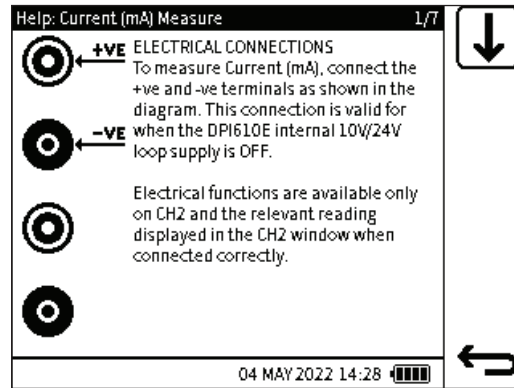 Help: Current (mA) Measure 1/7
+VE ELECTRICAL CONNECTIONS
To measure Current (mA), connect the
+ve and -ve terminals as shown in the
diagram. This connection is valid for
-VE when the DPI610E internal 10V/24V
loop supply is OFF.
Electrical functions are available only
on CH2 and the relevant reading
displayed in the CH2 window when
connected correctly.
04 MAY 2022 14:28